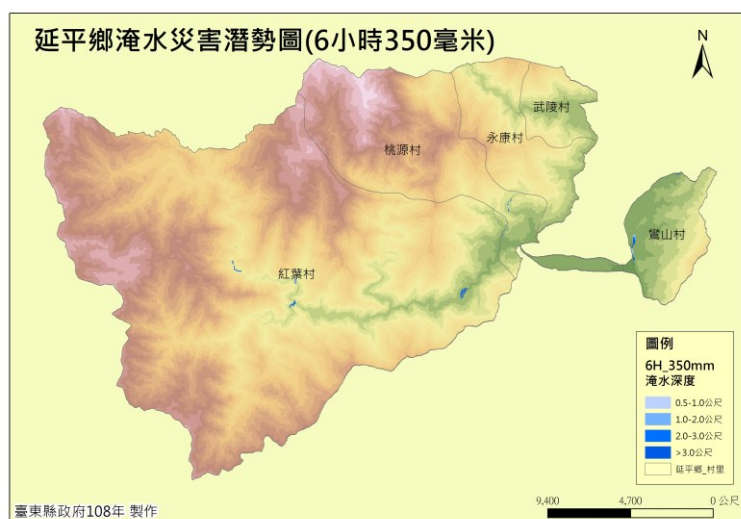 延平鄉淹水災害潛勢圖(6小時350毫米)
N
武陵村
永康村
桃源村
鸞山村
紅葉村
圖例
6H_350mm
淹水深度
0.5-1.0公尺
1.0-2.0公尺
2.0-3.0公尺
>3.0公尺
延平鄉_村里
臺東縣政府108年 製作
9,400 4,700 0 公尺